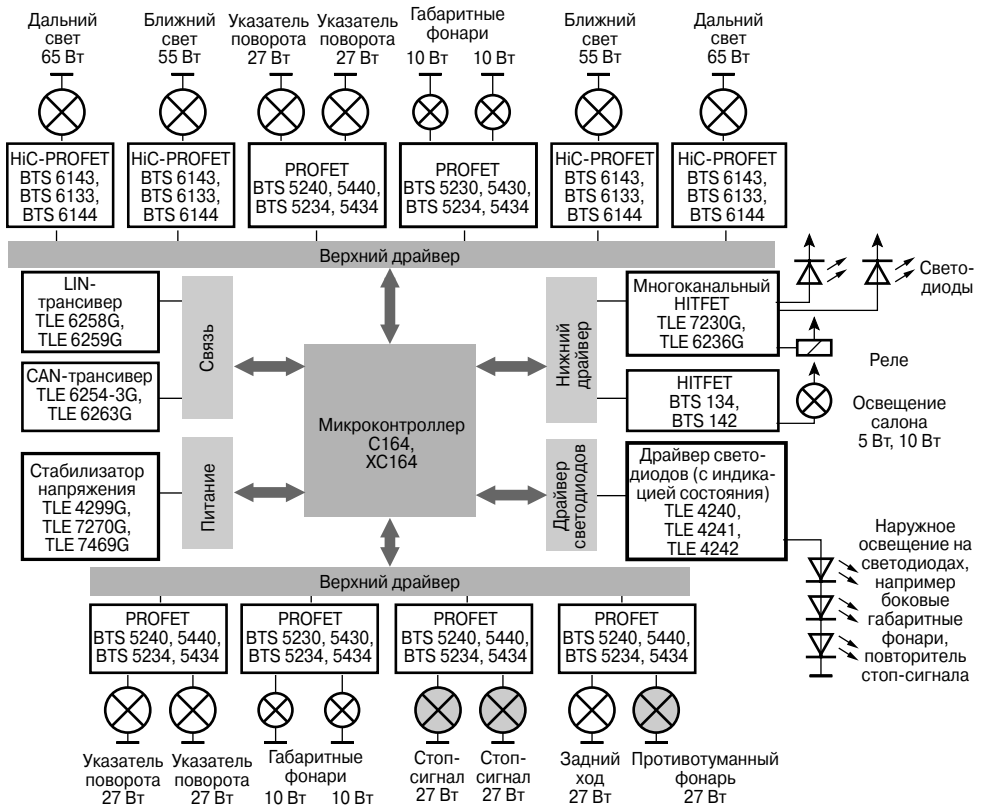 Дальний
свет
65 Вт
Ближний
свет
55 Вт
Указатель
поворота
27 Вт
Указатель
поворота
27 Вт
Габаритные
фонари
10 Вт
10 Вт
Ближний
свет
55 Вт
Дальний
свет
65 Вт
HiC-PROFET
BTS 6143,
BTS 6133,
BTS 6144
HiC-PROFET
BTS 6143,
BTS 6133,
BTS 6144
PROFET
BTS 5240, 5440,
BTS 5234, 5434
PROFET
BTS 5230, 5430,
BTS 5234, 5434
HiC-PROFET
BTS 6143,
BTS 6133,
BTS 6144
HiC-PROFET
BTS 6143,
BTS 6133,
BTS 6144
Верхний драйвер
LIN-
трансивер
TLE 6258G,
TLE 6259G
CAN-трансивер
TLE 6254-3G,
TLE 6263G
Связь
Стабилизатор
напряжения
TLE 4299G,
TLE 7270G,
TLE 7469G
Питание
Микроконтроллер
C164,
XC164
Нижний
драйвер
Многоканальный
HITFET
TLE 7230G
TLE 6236G
Свето-
диоды
Реле
HITFET
BTS 134,
BTS 142
Освещение
салона
5 Вт, 10 Вт
Драйвер
светодиодов
Драйвер свето-
диодов (с индика-
цией состояния)
TLE 4240,
TLE 4241,
TLE 4242
Наружное
освещение на
светодиодах,
например
боковые
габаритные
фонари,
повторитель
стоп-сигнала
Верхний драйвер
PROFET
BTS 5240, 5440,
BTS 5234, 5434
PROFET
BTS 5230, 5430,
BTS 5234, 5434
PROFET
BTS 5240, 5440,
BTS 5234, 5434
PROFET
BTS 5240, 5440,
BTS 5234, 5434
Указатель
поворота
27 Вт
Указатель
поворота
27 Вт
Габаритные
фонари
10 Вт
10 Вт
Стоп-
сигнал
27 Вт
Стоп-
сигнал
27 Вт
Задний
ход
27 Вт
Противотуманный
фонарь
27 Вт